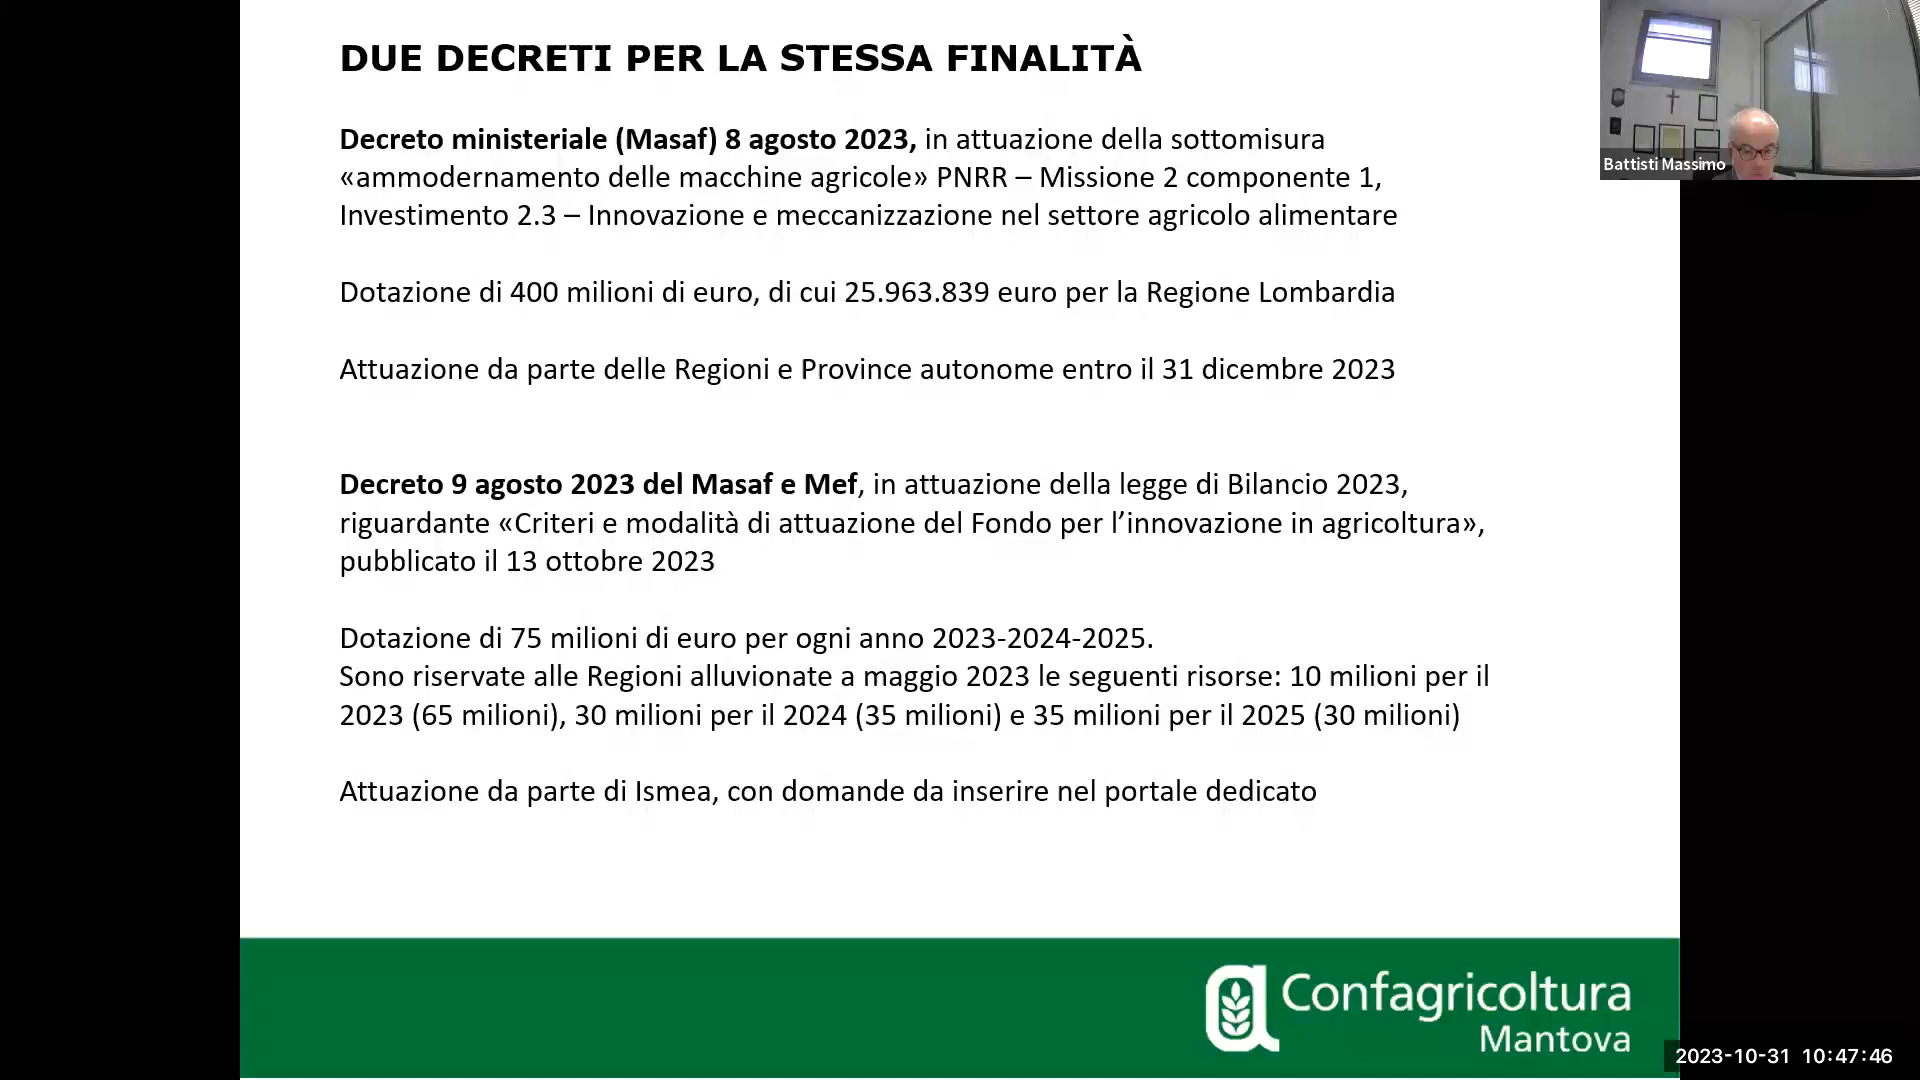 DUE DECRETI PER LA STESSA FINALITÀ
Decreto ministeriale (Masaf) 8 agosto 2023, in attuazione della sottomisura
«ammodernamento delle macchine agricole» PNRR – Missione 2 componente 1,
Investimento 2.3 – Innovazione e meccanizzazione nel settore agricolo alimentare
Dotazione di 400 milioni di euro, di cui 25.963.839 euro per la Regione Lombardia
Attuazione da parte delle Regioni e Province autonome entro il 31 dicembre 2023
Decreto 9 agosto 2023 del Masaf e Mef, in attuazione della legge di Bilancio 2023,
riguardante «Criteri e modalità di attuazione del Fondo per l’innovazione in agricoltura»,
pubblicato il 13 ottobre 2023
Dotazione di 75 milioni di euro per ogni anno 2023-2024-2025.
Sono riservate alle Regioni alluvionate a maggio 2023 le seguenti risorse: 10 milioni per il
2023 (65 milioni), 30 milioni per il 2024 (35 milioni) e 35 milioni per il 2025 (30 milioni)
Attuazione da parte di Ismea, con domande da inserire nel portale dedicato
Battisti Massimo
Confagricoltura
Mantova
2023-10-31 10:47:46